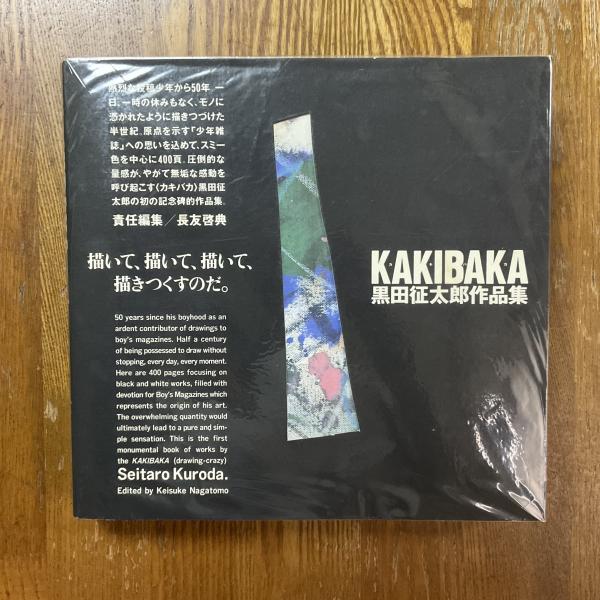 熱烈な投稿少年から50年 一
日、一時の休みもなく、モノに
憑かれたように描きつづけた
半世紀。原点を示す「少年雑
誌」への思いを込めて、スミ一
色を中心に400頁。圧倒的な
量感が、やがて無垢な感動を
呼び起こす〈カキバカ〉黒田征
太郎の初の記念碑的作品集。
責任編集／長友啓典
描いて、描いて、描いて、
描きつくすのだ。
50 years since his boyhood as an
ardent contributor of drawings to
boy's magazines. Half a century
of being possessed to draw without
stopping, every day, every moment.
Here are 400 pages focusing on
black and white works, filled with
devotion for Boy's Magazines which
represents the origin of his art.
The overwhelming quantity would
ultimately lead to a pure and sim-
ple sensation. This is the first
monumental book of works by
the KAKIBAKA (drawing-crazy)
Seitaro Kuroda.
Edited by Keisuke Nagatomo
KAKIBAKA
黒田征太郎作品集